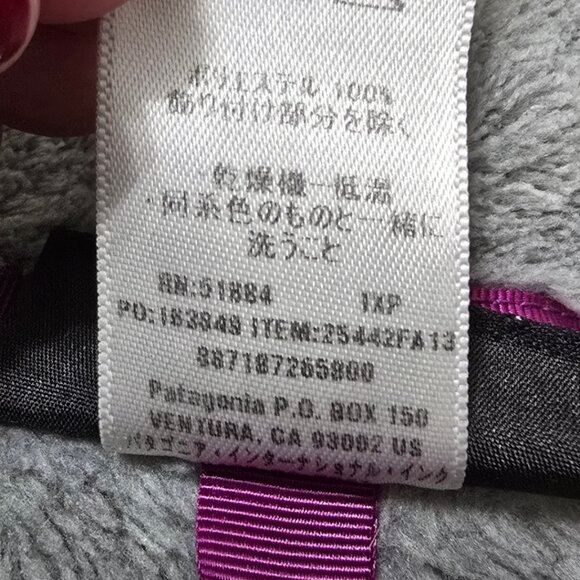 ポリエステル 100%
飾り付け部分を除く
乾燥機-低温
・同系色のものと一緒に
洗うこと
RN:51884 1XP
PO:183849 ITEM:25442FA13
887187265800
Patagonia P.O. BOX 150
VENTURA, CA 93002 US
パタゴニア・インターナショナル・インク